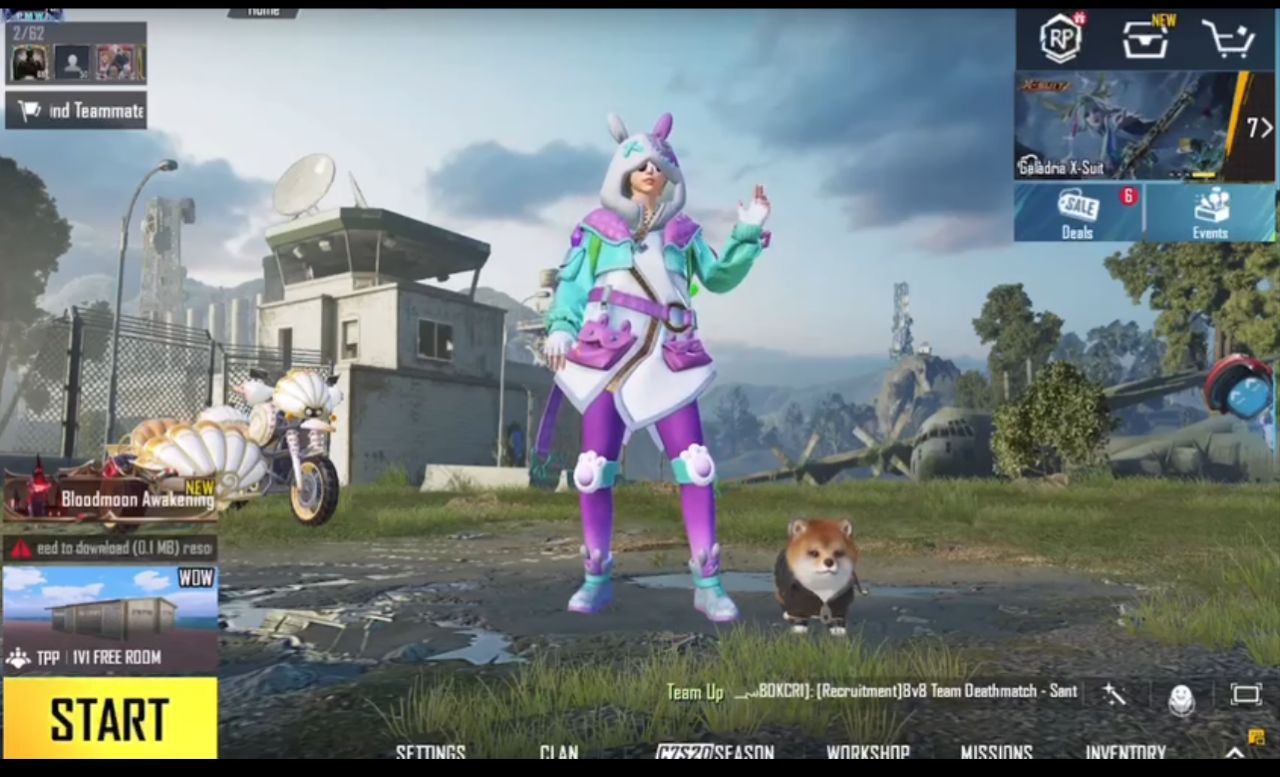 Home
2/62
ind Teammate
RP
NEW
X-SUIT
Galadria X-Suit
7
SALE
6
Deals
Events
NEW
Bloodmoon Awakening
eed to download (0.1 MB) reso
WOW
TPP | 1V1 FREE ROOM
START
Team Up
BOKCR1]: [Recruitment]8v8 Team Deathmatch - Sant
SETTINGS
CLAN
C7S20 SEASON
WORKSHOP
MISSIONS
INVENTORY